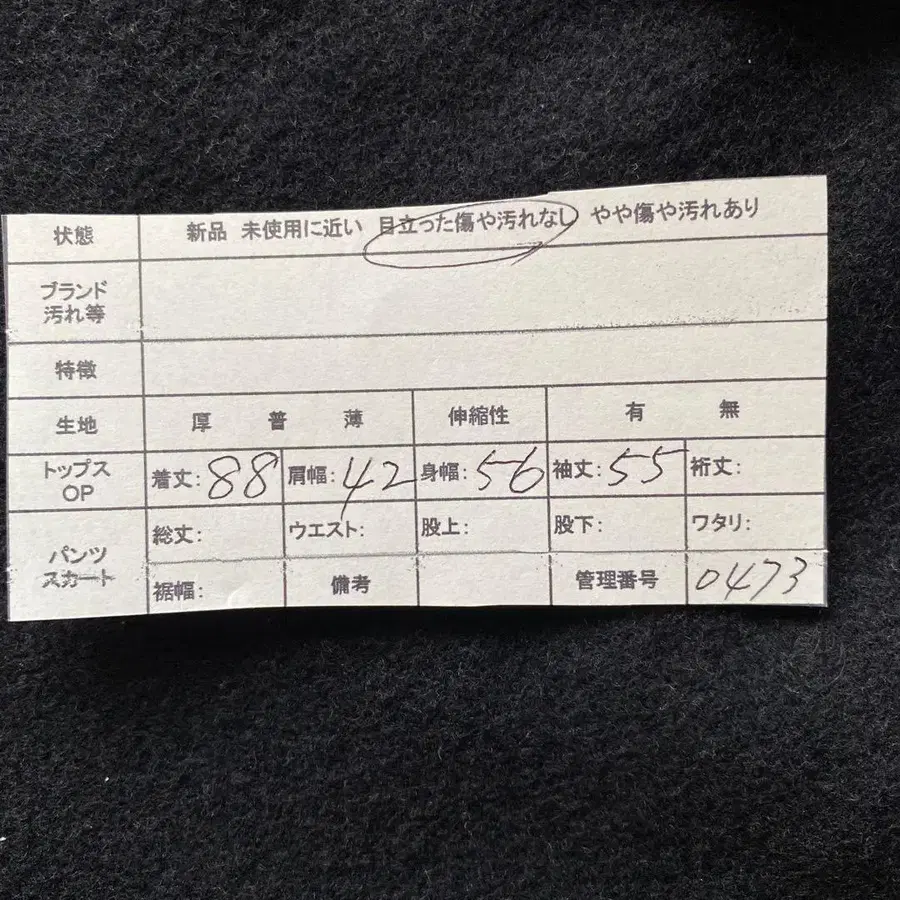 状態 新品 未使用に近い 目立った傷や汚れなし やや傷や汚れあり
ブランド
汚れ等
特徴
生地 厚 普 薄 伸縮性 有 無
トップス
OP
着丈: 88 肩幅: 42 身幅: 56 袖丈: 55 裄丈:
パンツ
スカート
総丈: ウエスト: 股上: 股下: ワタリ:
裾幅: 備考 管理番号 0473